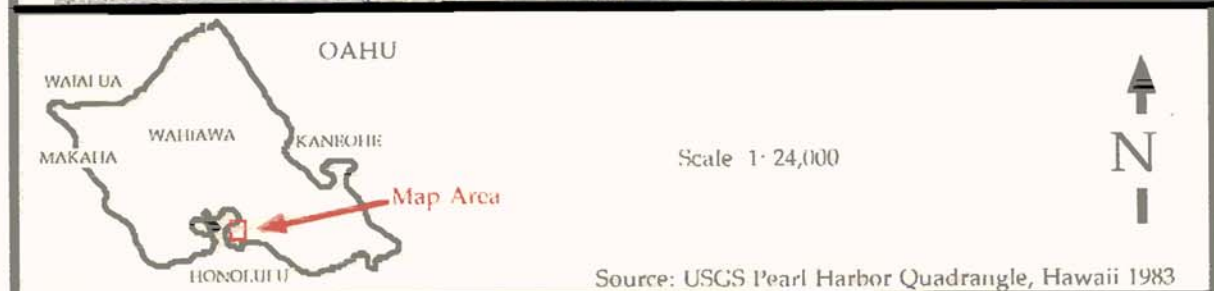 OAHU
WAIALUA
WAHIAWA
KANEOHE
MAKAHA
Scale 1: 24,000
N
Map Area
HONOLULU
Source: USGS Pearl Harbor Quadrangle, Hawaii 1983